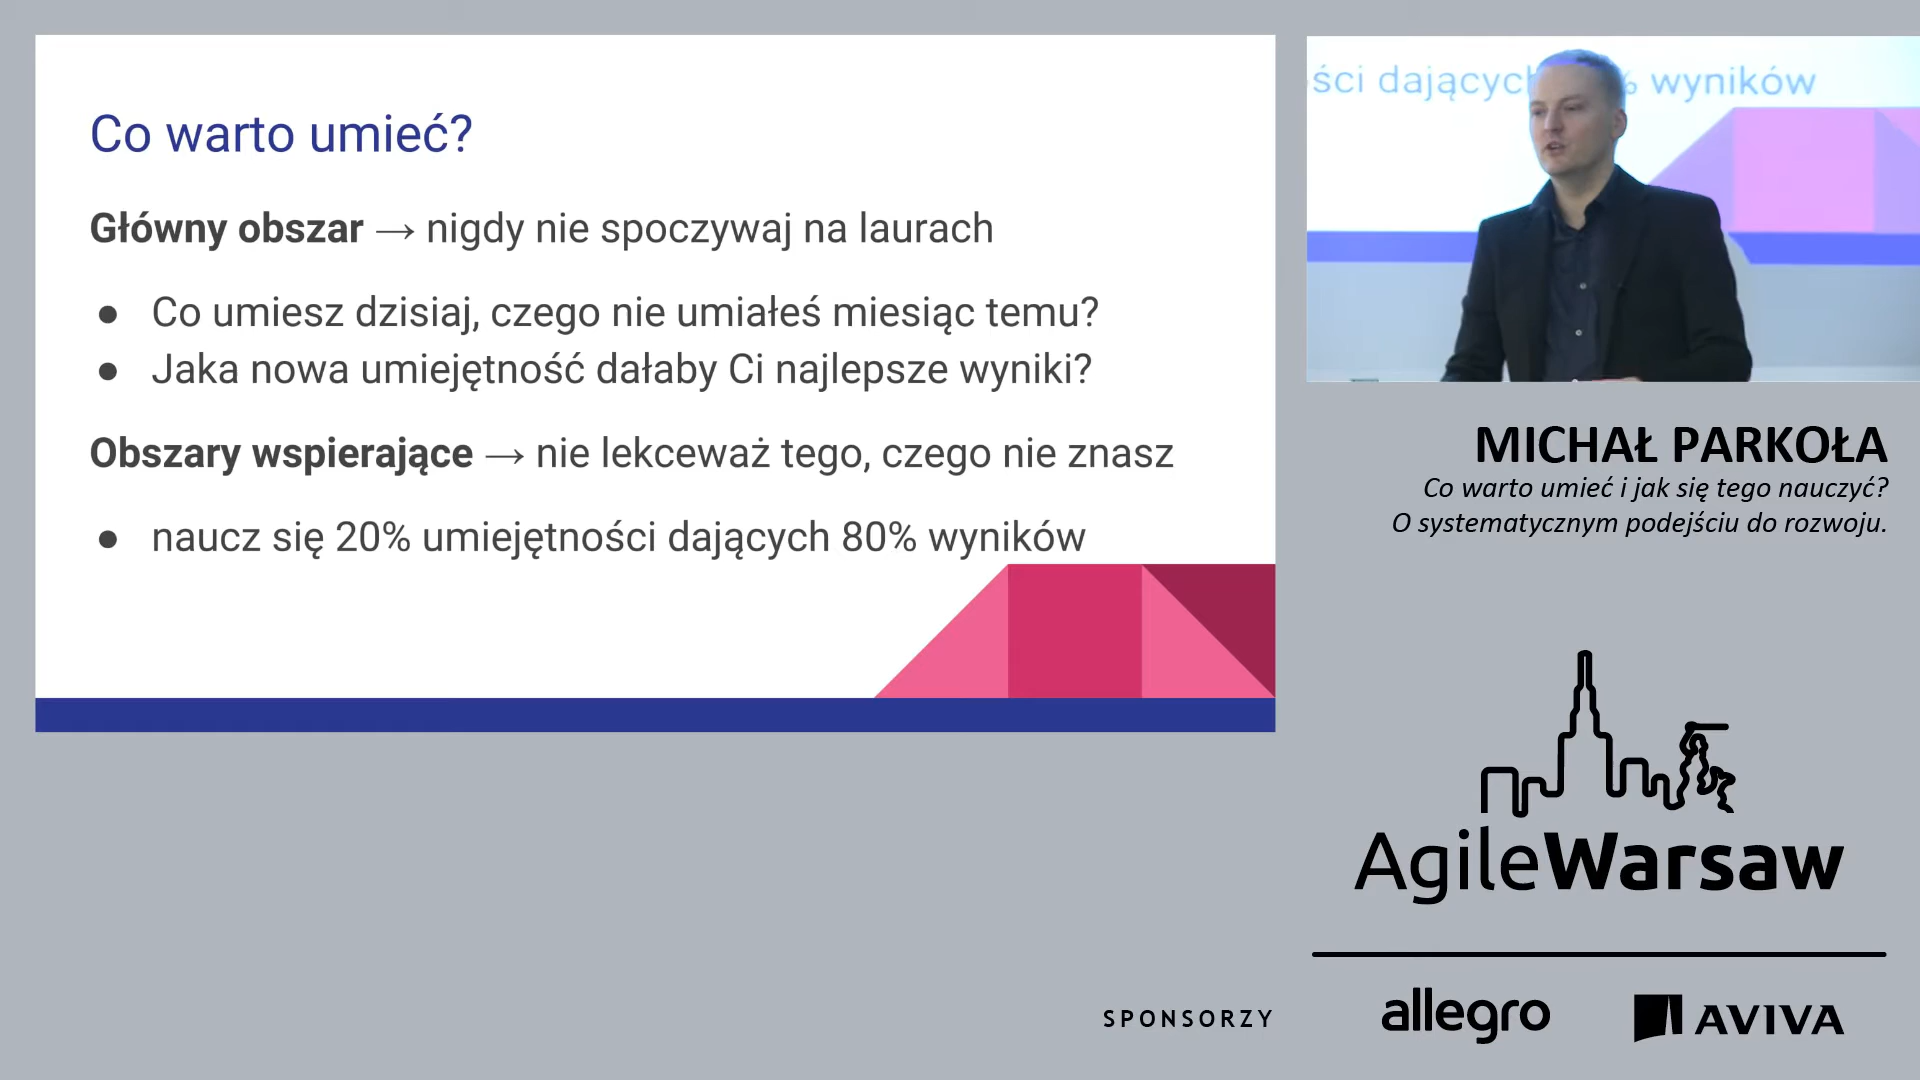 Co warto umieć?
Główny obszar → nigdy nie spoczywaj na laurach
● Co umiesz dzisiaj, czego nie umiałeś miesiąc temu?
● Jaka nowa umiejętność dałaby Ci najlepsze wyniki?
Obszary wspierające → nie lekceważ tego, czego nie znasz
● naucz się 20% umiejętności dających 80% wyników
ości dających % wyników
MICHAŁ PARKOŁA
Co warto umieć i jak się tego nauczyć?
O systematycznym podejściu do rozwoju.
AgileWarsaw
SPONSORZY
allegro
AVIVA